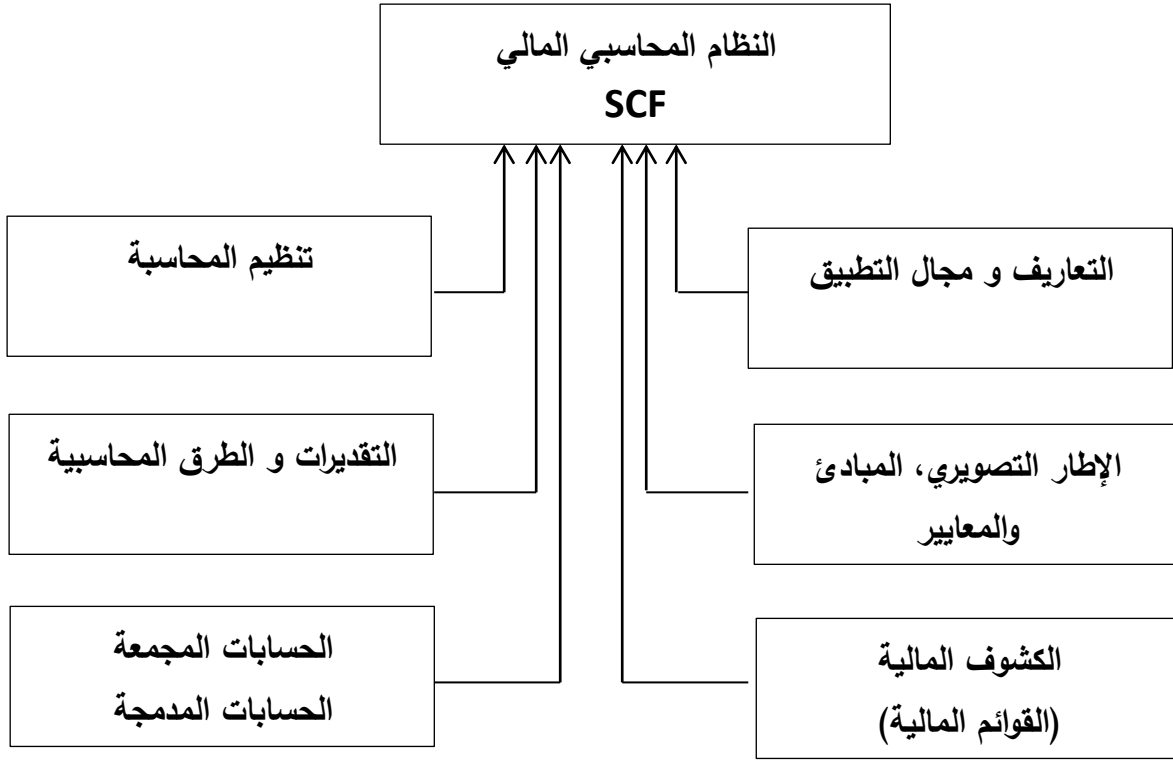 النظام المحاسبي المالي
SCF
التعاريف و مجال التطبيق
تنظيم المحاسبة
الإطار التصويري، المبادئ
والمعايير
التقديرات و الطرق المحاسبية
الكشوف المالية
(القوائم المالية)
الحسابات المجمعة
الحسابات المدمجة